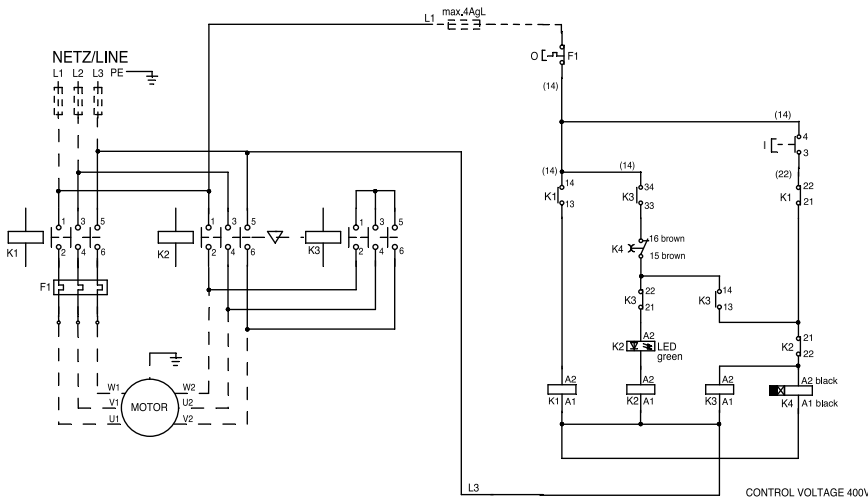 L1 max.4AgL
NETZ/LINE
L1 L2 L3 PE
O F1
(14)
(14)
I 4
3
(14) (14) (22)
K1 14
13
K3 34
33
K1 22
21
K4 16 brown
15 brown
K1 1 3 5
2 4 6
K2 1 3 5
2 4 6
K3 1 3 5
2 4 6
F1
K3 22
21
K3 14
13
K2 21
22
A2
K2 LED
green
W1 W2
V1 MOTOR U2
U1 V2
K1 A2
A1
K2 A2
A1
K3 A2
A1
K4 A2 black
A1 black
L3
CONTROL VOLTAGE 400V